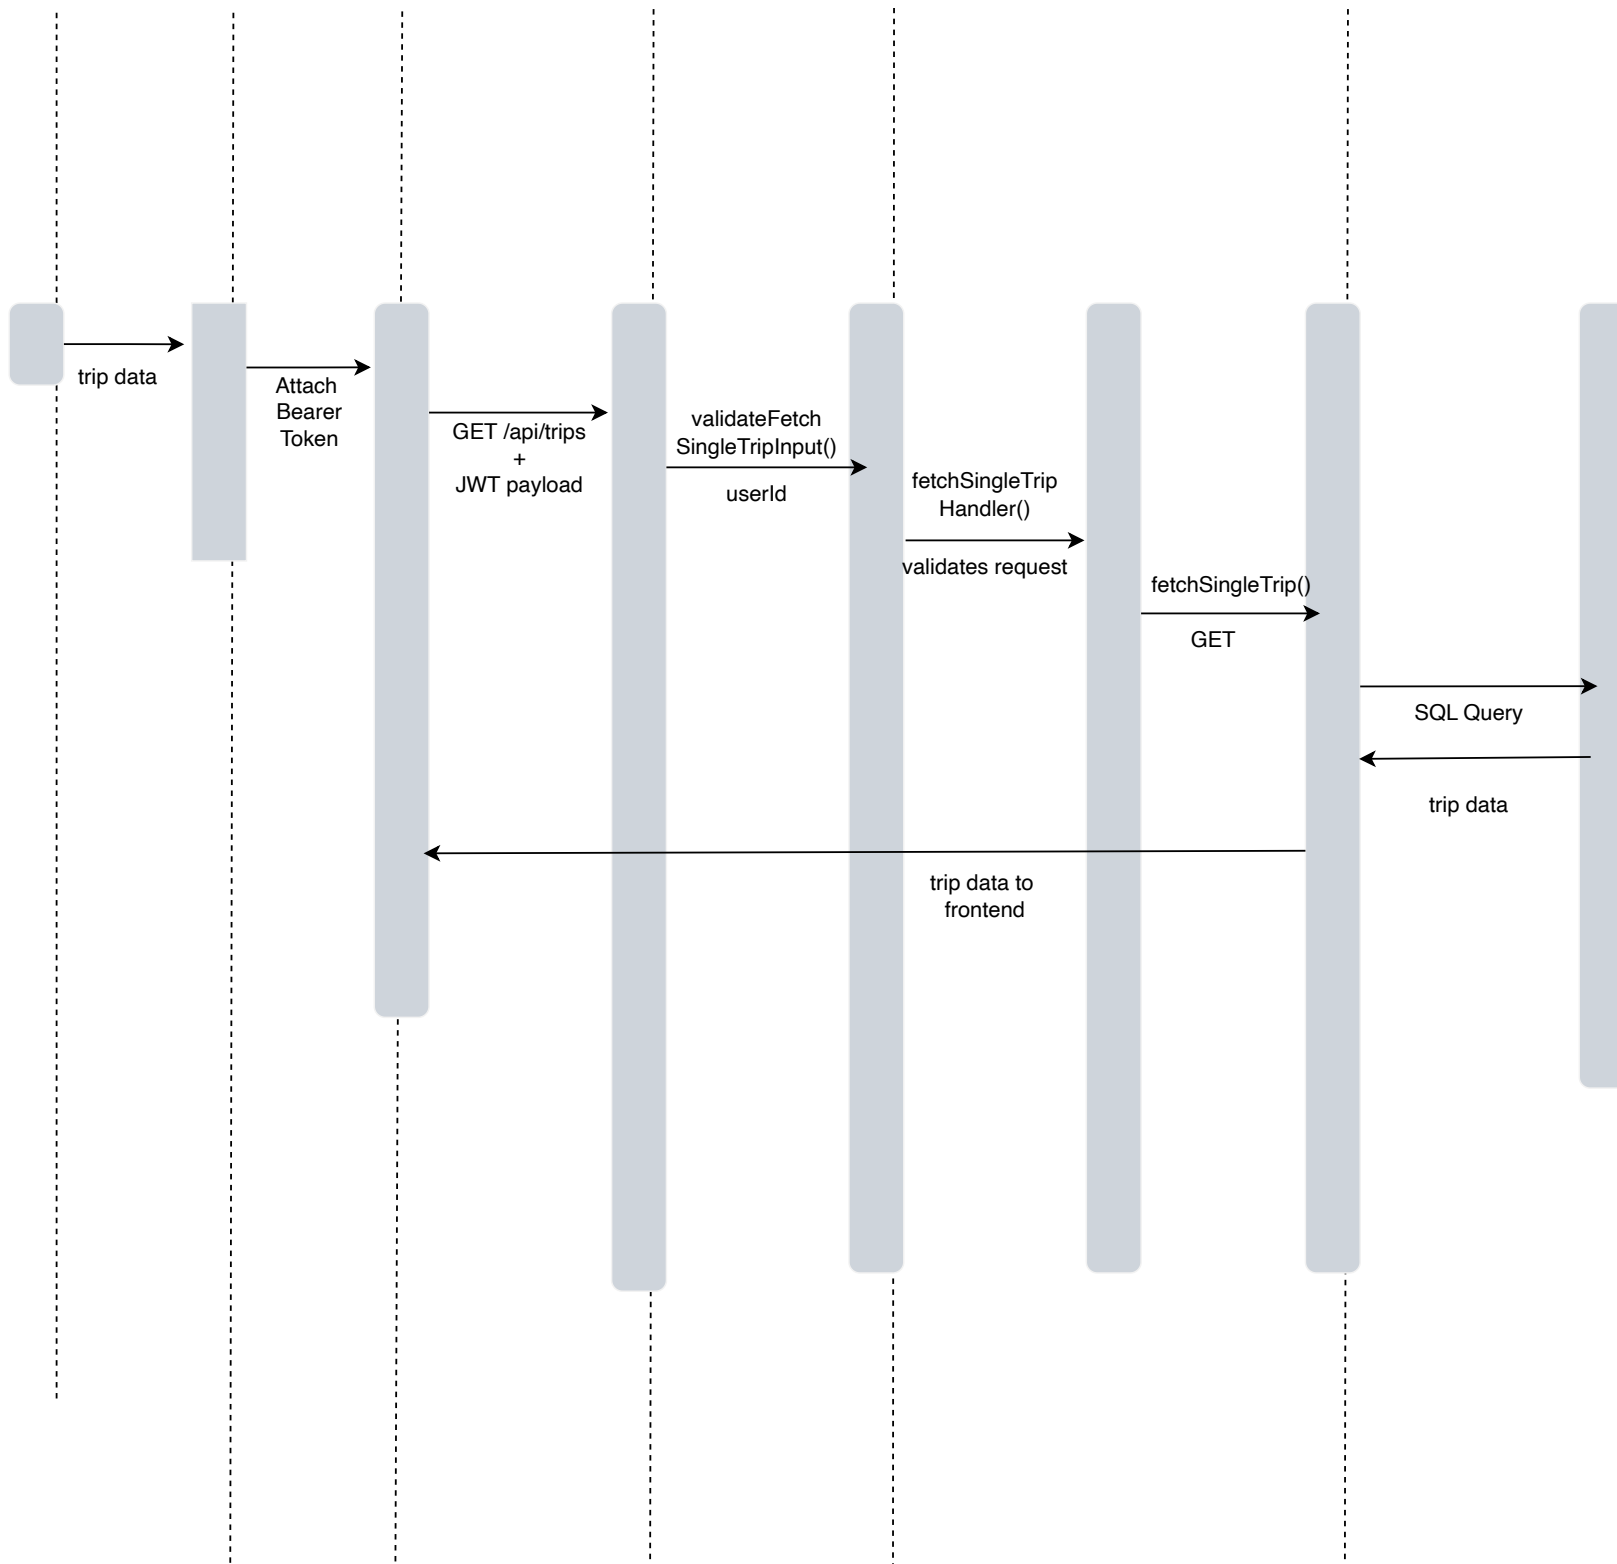 trip data
Attach
Bearer
Token
GET /api/trips
+
JWT payload
validateFetch
SingleTripInput()
userId
fetchSingleTrip
Handler()
validates request
fetchSingleTrip()
GET
SQL Query
trip data
trip data to
frontend